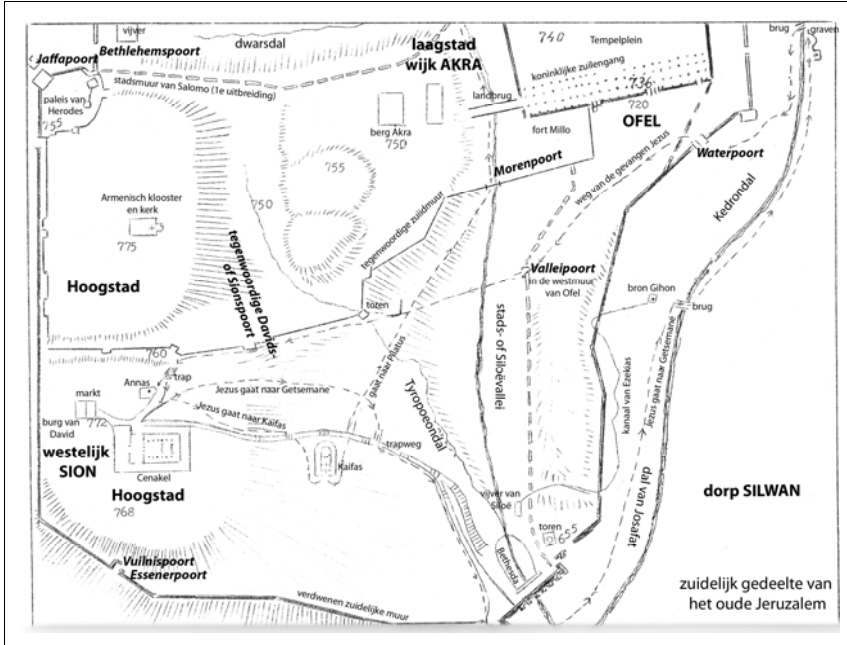 vijver
Bethlehemspoort
dwarsdal
laagstad
wijk AKRA
740
Tempelplein
brug
graven
Jaffapoort
stadsmuur van Salomo (1e uitbreiding)
koninklijke zuilengang
736
paleis van
Herodes
755
landbrug
720
OFEL
berg Akra
750
fort Millo
755
Morenpoort
Waterpoort
weg van de gevangen Jezus
Kedrondal
Armenisch klooster
en kerk
775
750
tegenwoordige zuidmuur
tegenwoordige Davids-
of Sionspoort
Hoogstad
Valleipoort
in de westmuur
van Ofel
bron Gihon
brug
toren
stads- of Siloëvallei
760
Annas
trap
gaat naar Pilatus
Tyropoeondal
kanaal van Ezekias
Jezus gaat naar Getsemane
markt
Jezus gaat naar Getsemane
burg van
David
772
Jezus gaat naar Kaifas
trapweg
westelijk
SION
Kaifas
Cenakel
Hoogstad
768
dal van Josafat
dorp SILWAN
vijver van
Siloë
toren
655
Bethesda
Vuilnispoort
Essenerpoort
verdwenen zuidelijke muur
zuidelijk gedeelte van
het oude Jeruzalem